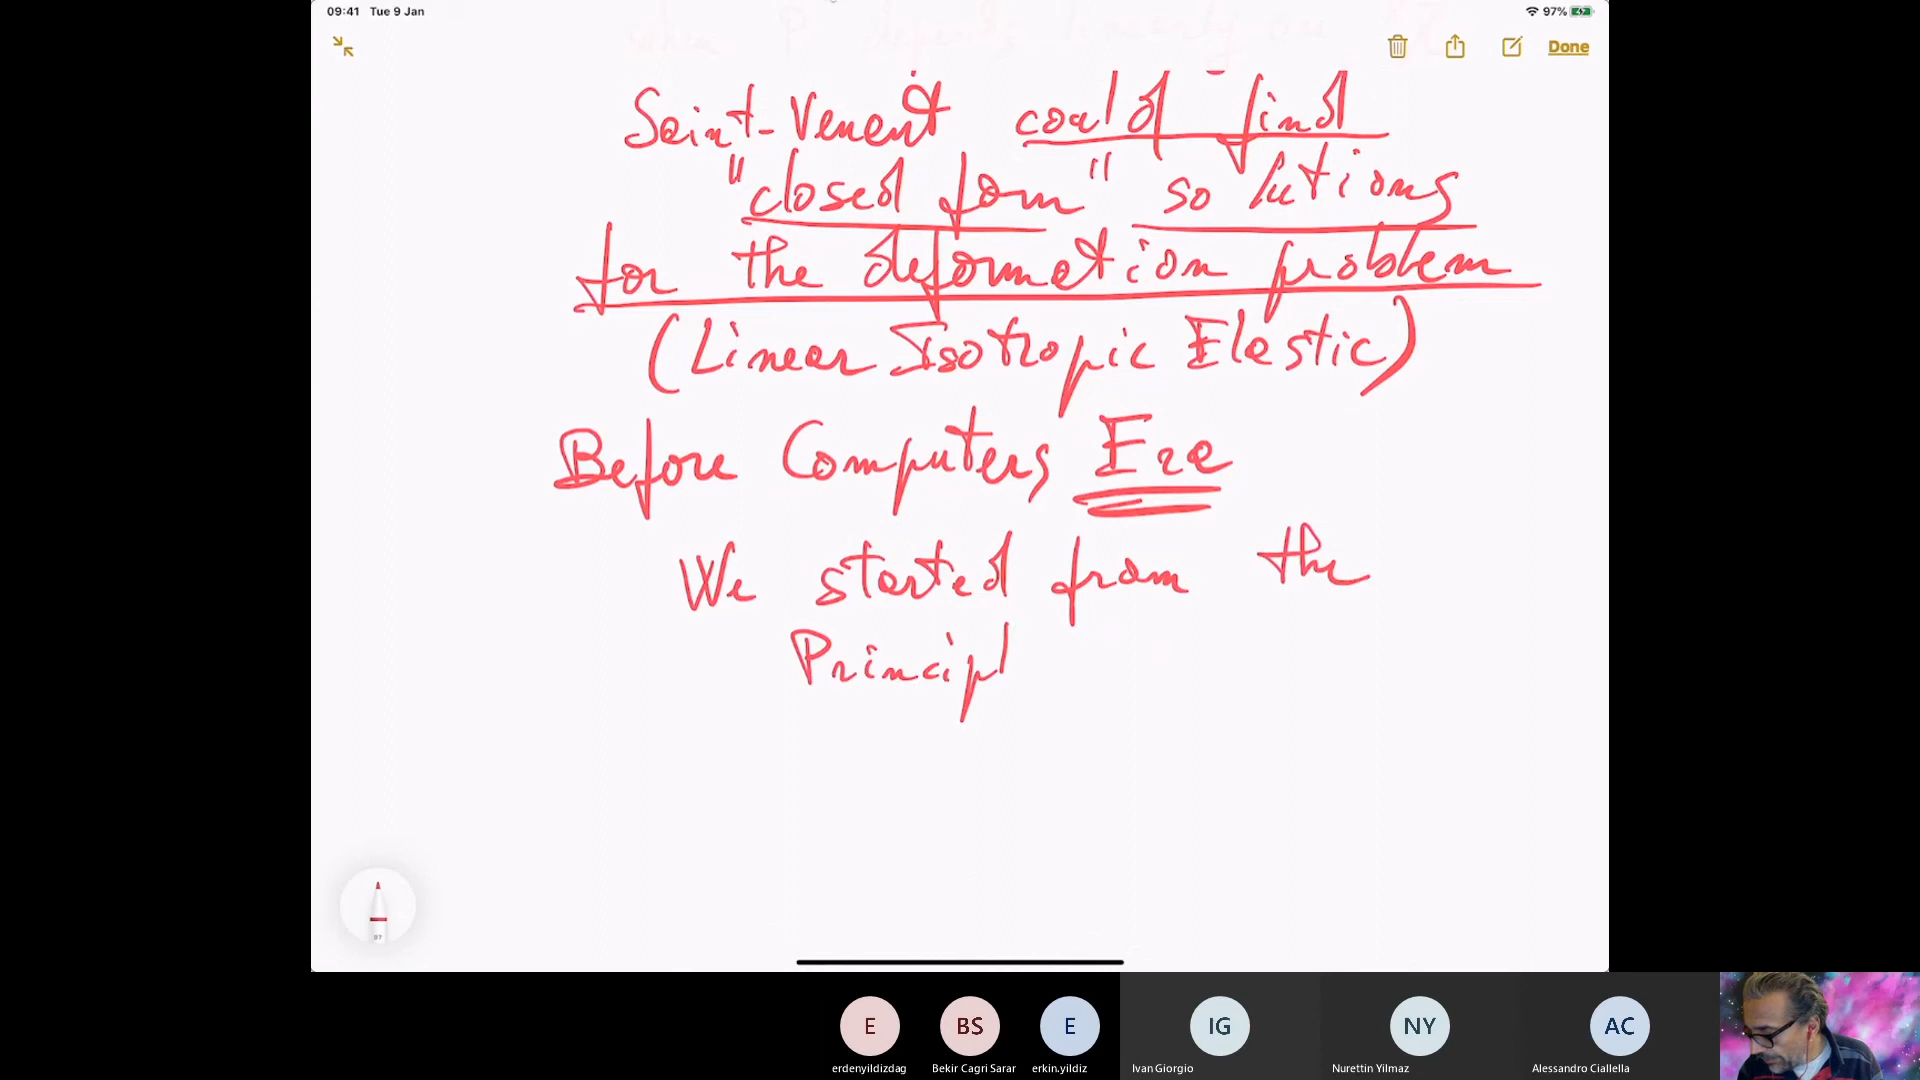 09:41 Tue 9 Jan 97%
Done
Saint-Venant could find
"closed form" solutions
for the deformation problem
(Linear Isotropic Elastic)
Before Computers Era
We started from the
Principl
97
E BS E IG NY AC
erdenyildizdag Bekir Cagri Sarar erkin.yildiz Ivan Giorgio Nurettin Yilmaz Alessandro Ciallella